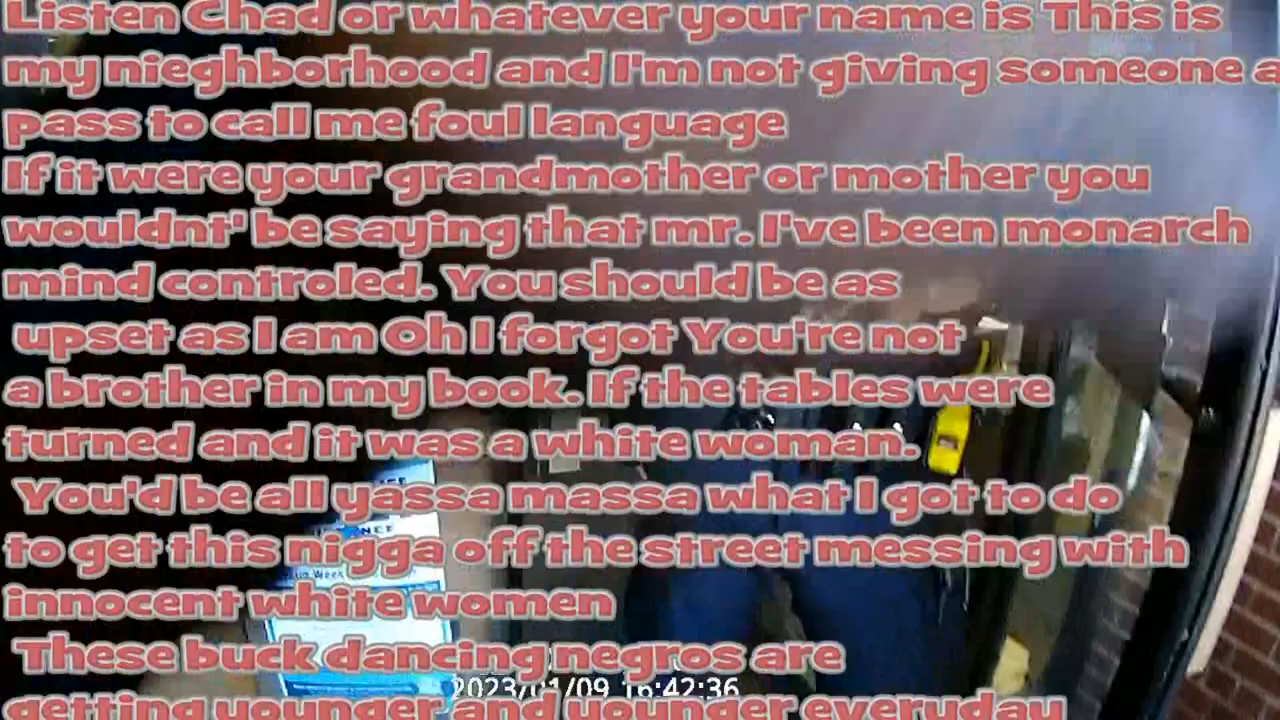 Listen Chad or whatever your name is This is
my nieghborhood and I'm not giving someone a
pass to call me foul language
If it were your grandmother or mother you
wouldnt' be saying that mr. I've been monarch
mind controled. You should be as
upset as I am Oh I forgot You're not
a brother in my book. If the tables were
turned and it was a white woman.
You'd be all yassa massa what I got to do
to get this nigga off the street messing with
innocent white women
These buck dancing negros are
2023/01/09 16:42:36
getting younger and younger everyday